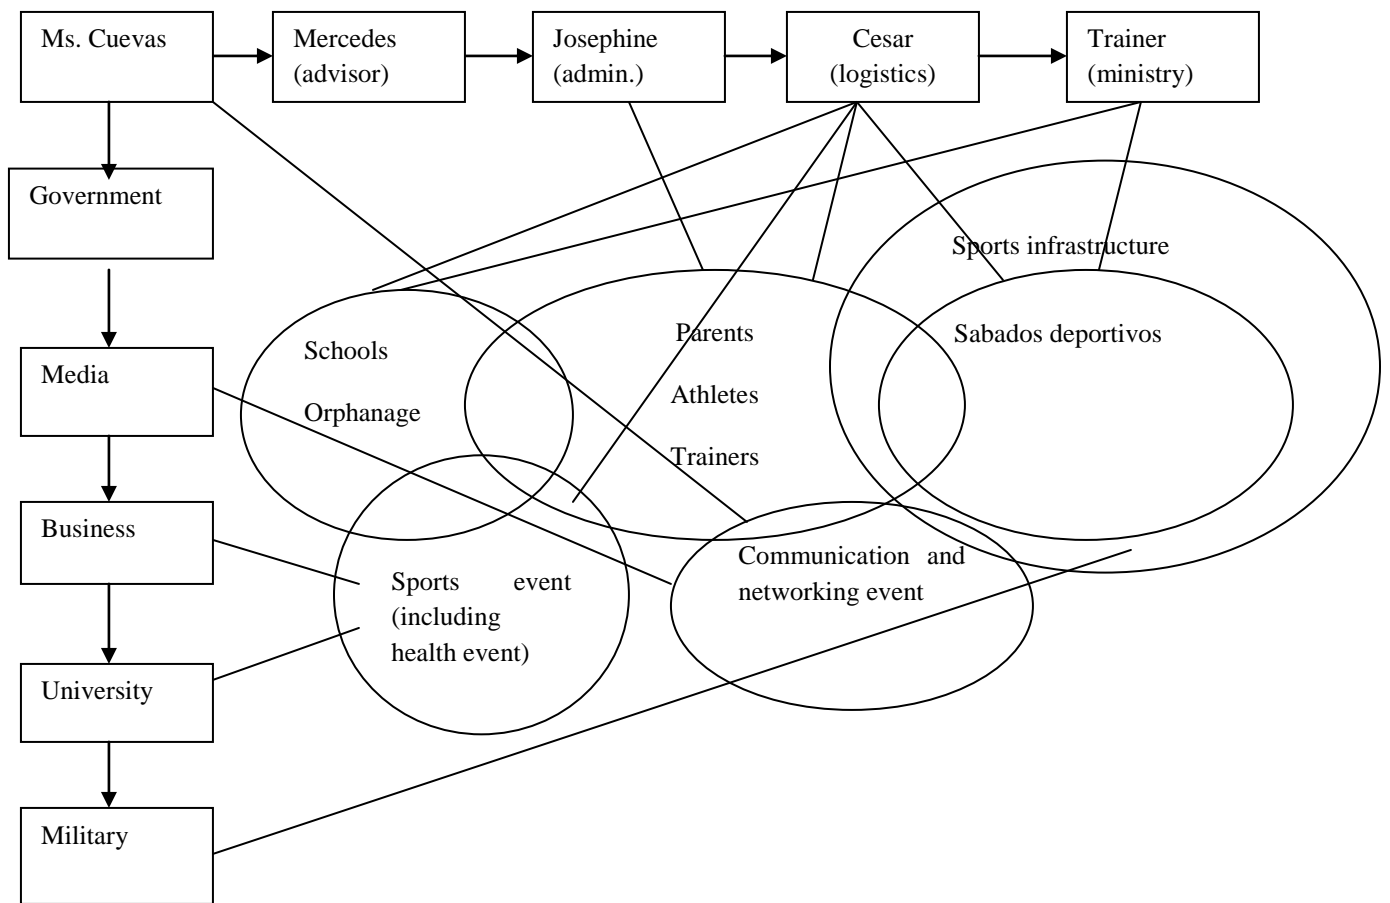 Ms. Cuevas
Mercedes
(advisor)
Josephine
(admin.)
Cesar
(logistics)
Trainer
(ministry)
Government
Sports infrastructure
Parents
Sabados deportivos
Schools
Media
Athletes
Orphanage
Trainers
Business
Communication and
networking event
Sports event
(including
health event)
University
Military